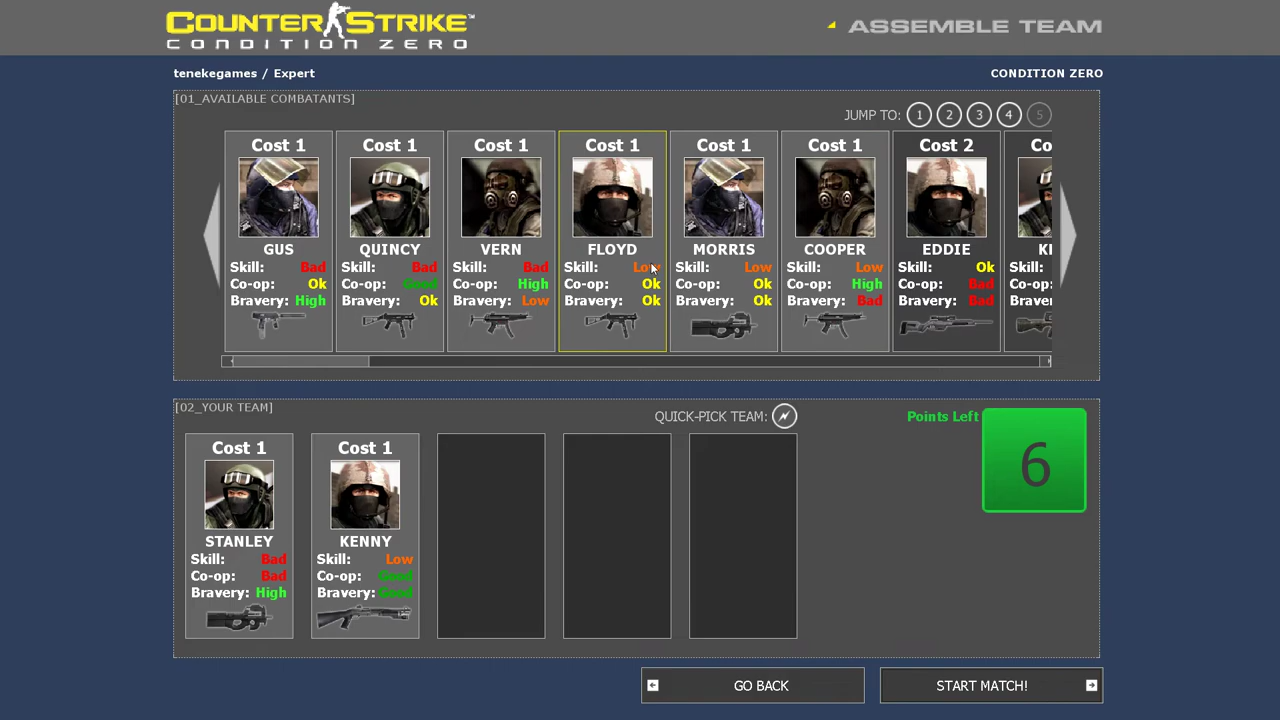 COUNTER STRIKE™
CONDITION ZERO
ASSEMBLE TEAM
tenekegames / Expert
CONDITION ZERO
[01_AVAILABLE COMBATANTS]
JUMP TO: 1 2 3 4 5
Cost 1 Cost 1 Cost 1 Cost 1 Cost 1 Cost 1 Cost 2 Co
GUS QUINCY VERN FLOYD MORRIS COOPER EDDIE
Skill: Bad Skill: Bad Skill: Bad Skill: Low Skill: Low Skill: Low Skill: Ok Skill:
Co-op: Ok Co-op: Good Co-op: High Co-op: Ok Co-op: Ok Co-op: High Co-op: Bad Co-op:
Bravery: High Bravery: Ok Bravery: Low Bravery: Ok Bravery: Ok Bravery: Bad Bravery: Bad Brave
[02_YOUR TEAM]
QUICK-PICK TEAM:
Points Left
6
Cost 1 Cost 1
STANLEY KENNY
Skill: Bad Skill: Low
Co-op: Bad Co-op: Good
Bravery: High Bravery: Good
GO BACK
START MATCH!